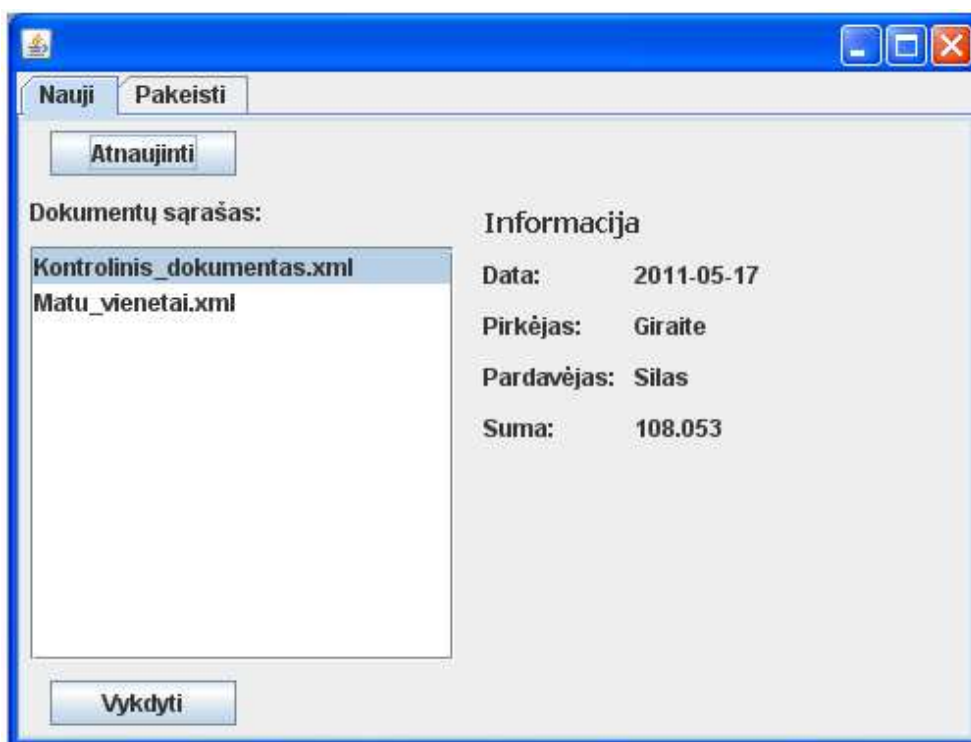 Nauji Pakeisti
Atnaujinti
Dokumentų sąrašas:
Kontrolinis_dokumentas.xml
Matu_vienetai.xml
Informacija
Data: 2011-05-17
Pirkėjas: Giraite
Pardavėjas: Silas
Suma: 108.053
Vykdyti